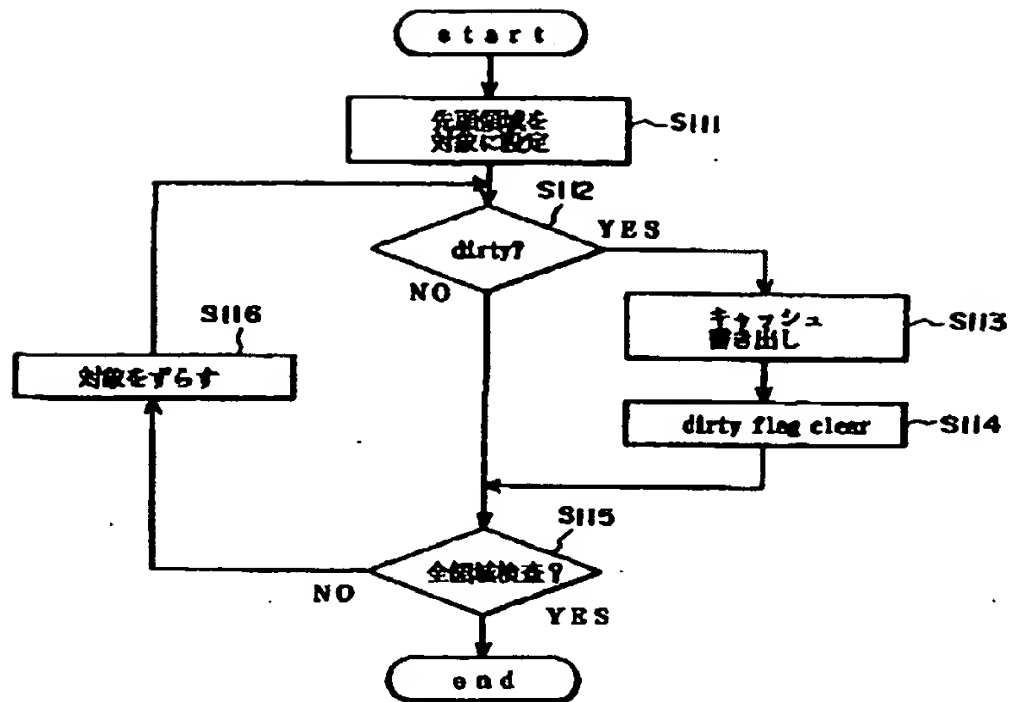 start
先頭領域を
対象に設定
S111
S112
dirty?
YES
NO
キャッシュ
書き出し
S113
S116
対象をずらす
dirty flag clear
S114
S115
全領域検査?
NO
YES
end